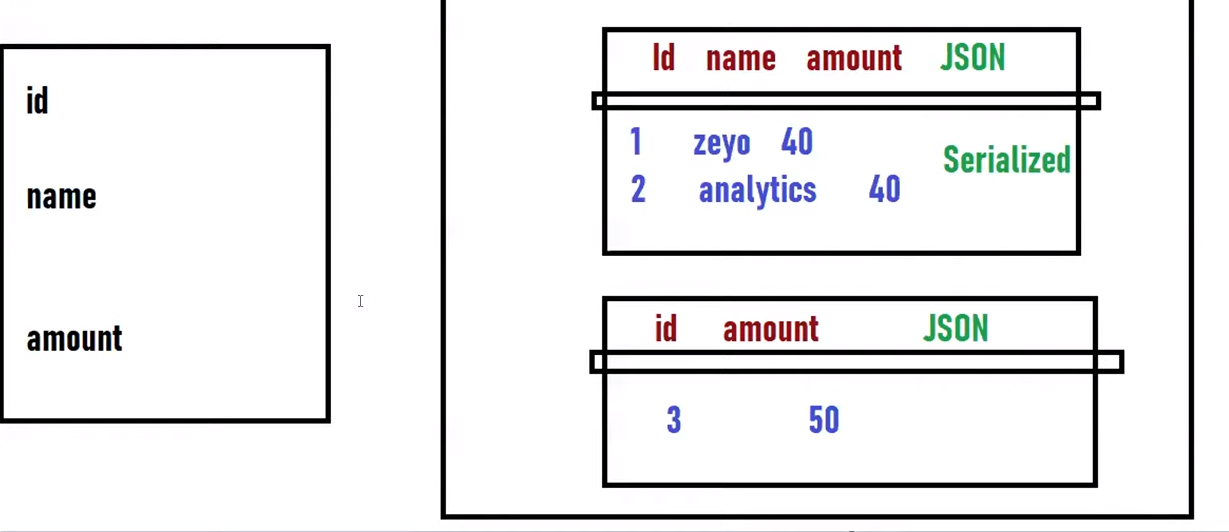 id
name
amount
Id name amount JSON
1 zeyo 40
Serialized
2 analytics 40
id amount JSON
3 50